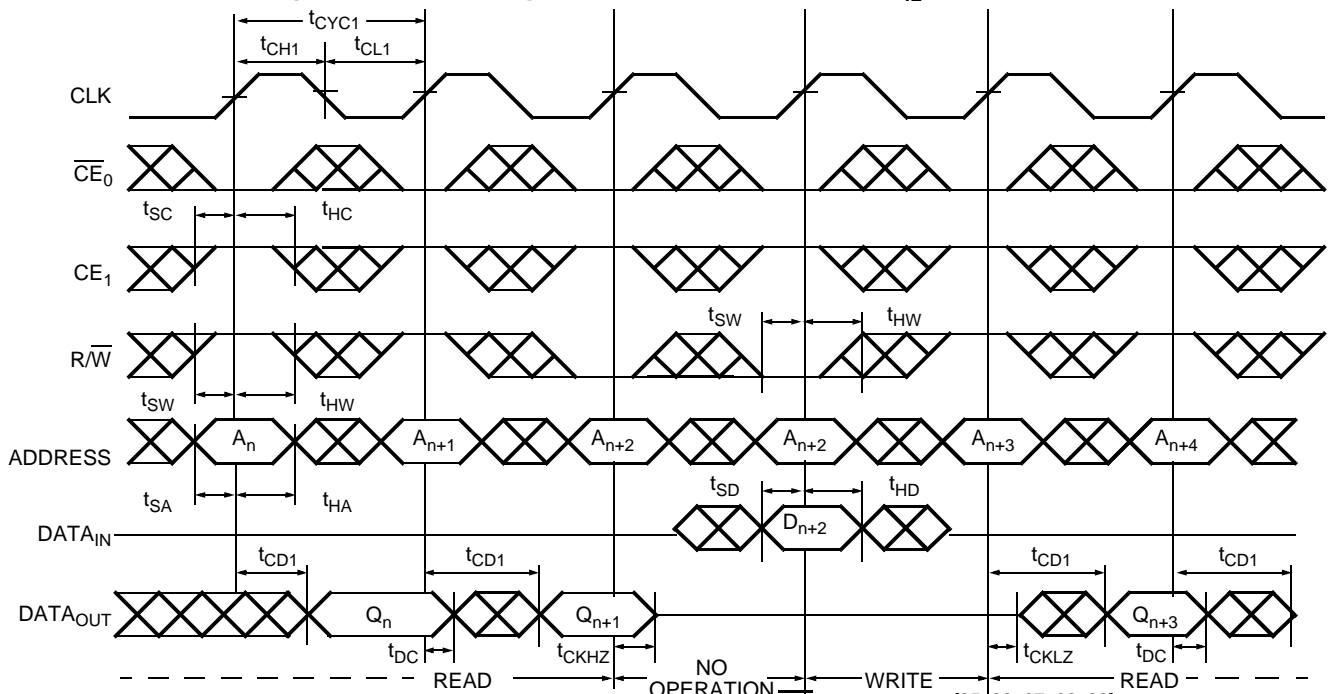 tCYC1
tCH1 tCL1
CLK
CE0
tSC tHC
CE1
tSW tHW
R/W
tSW tHW
ADDRESS An An+1 An+2 An+2 An+3 An+4
tSA tHA tSD tHD
DATAIN Dn+2
tCD1 tCD1 tCD1 tCD1
DATAOUT Qn Qn+1 Qn+3
tDC tCKHZ tCKLZ tDC
READ NO OPERATION WRITE READ